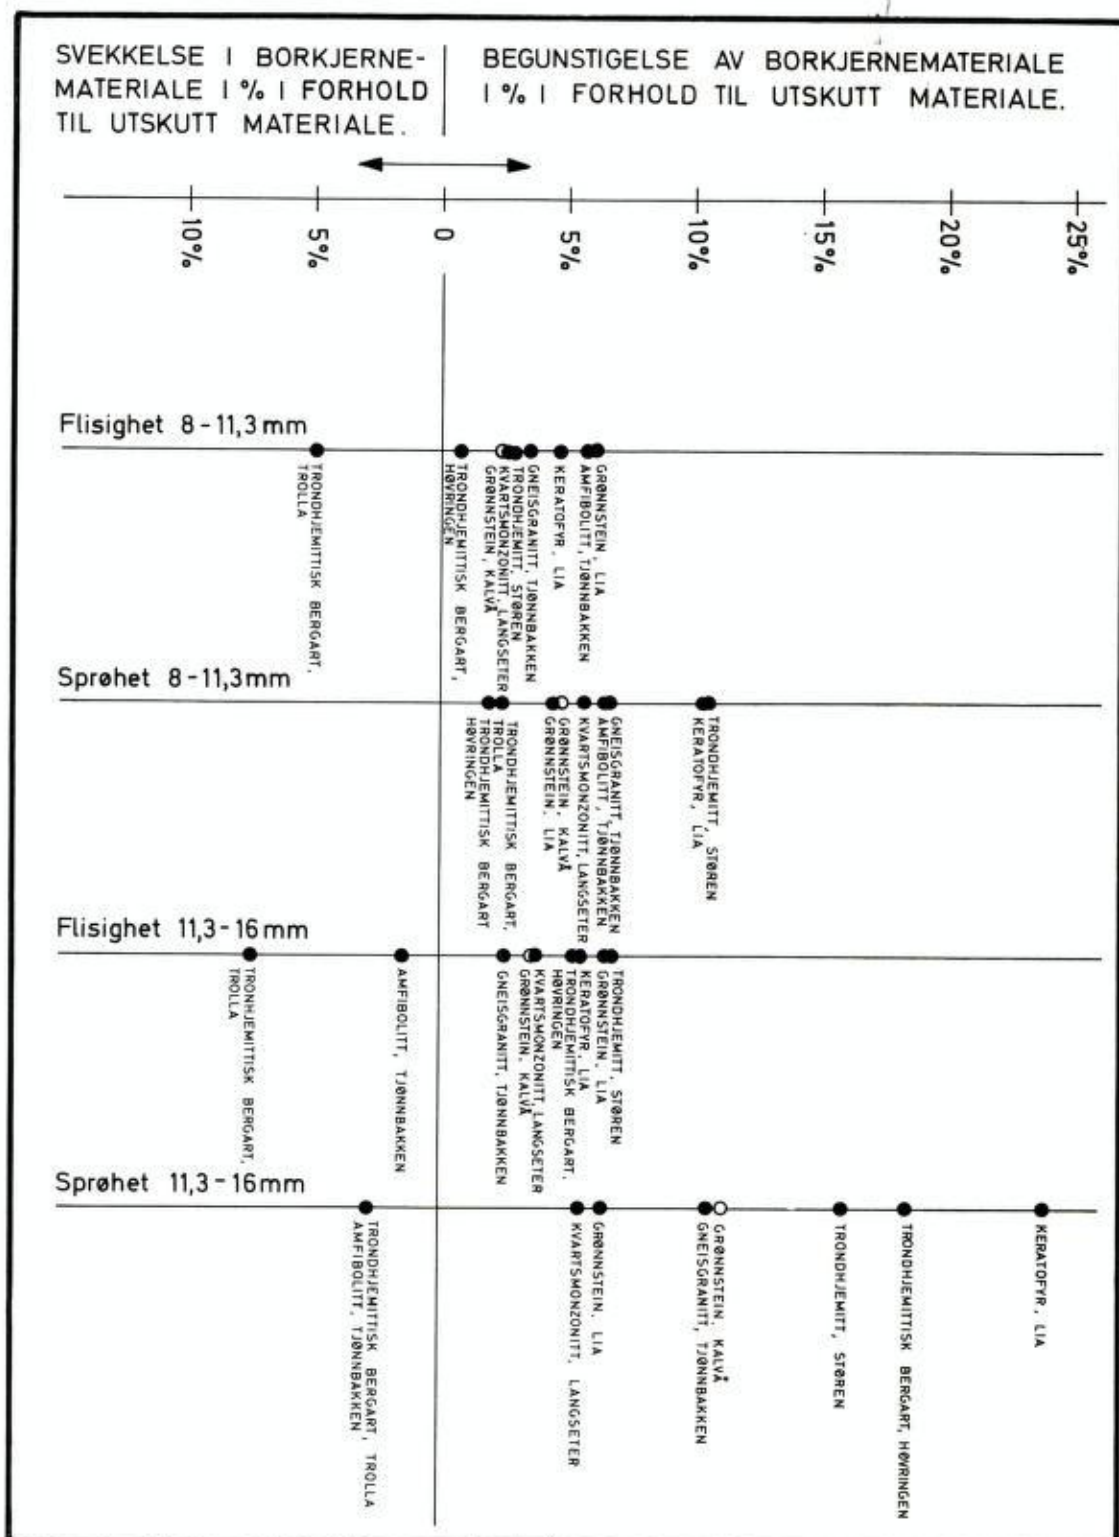 SVEKKELSE I BORKJERNE-
MATERIALE I % I FORHOLD
TIL UTSKUTT MATERIALE.
BEGUNSTIGELSE AV BORKJERNEMATERIALE
I % I FORHOLD TIL UTSKUTT MATERIALE.
10%
5%
0
5%
10%
15%
20%
25%
Flisighet 8-11,3 mm
TRONDHJEMITTISK BERGART,
TROLLA
TRONDHJEMITTISK BERGART,
HØVRINGEN
GRØNNSTEIN, KALVÅ
KVARTSMONZONITT, LANGSETER
TRONDHJEMITT, STØREN
GNEISGRANITT, TJØNNBAKKEN
KERATOFYR, LIA
AMFIBOLITT, TJØNNBAKKEN
GRØNNSTEIN, LIA
Sprøhet 8-11,3mm
TRONDHJEMITTISK BERGART
HØVRINGEN
TRONDHJEMITTISK BERGART,
TROLLA
GRØNNSTEIN, LIA
GRØNNSTEIN, KALVÅ
KVARTSMONZONITT, LANGSETER
AMFIBOLITT, TJØNNBAKKEN
GNEISGRANITT, TJØNNBAKKEN
KERATOFYR, LIA
TRONDHJEMITT, STØREN
Flisighet 11,3-16mm
TRONHJEMITTISK BERGART,
TROLLA
AMFIBOLITT, TJØNNBAKKEN
GNEISGRANITT, TJØNNBAKKEN
GRØNNSTEIN, KALVÅ
KVARTSMONZONITT, LANGSETER
TRONDHJEMITTISK BERGART,
HØVRINGEN
KERATOFYR, LIA
GRØNNSTEIN, LIA
TRONDHJEMITT, STØREN
Sprøhet 11,3-16mm
TRONDHJEMITTISK BERGART, TROLLA
AMFIBOLITT, TJØNNBAKKEN
KVARTSMONZONITT, LANGSETER
GRØNNSTEIN, LIA
GNEISGRANITT, TJØNNBAKKEN
GRØNNSTEIN, KALVÅ
TRONDHJEMITT, STØREN
TRONDHJEMITTISK BERGART, HØVRINGEN
KERATOFYR, LIA